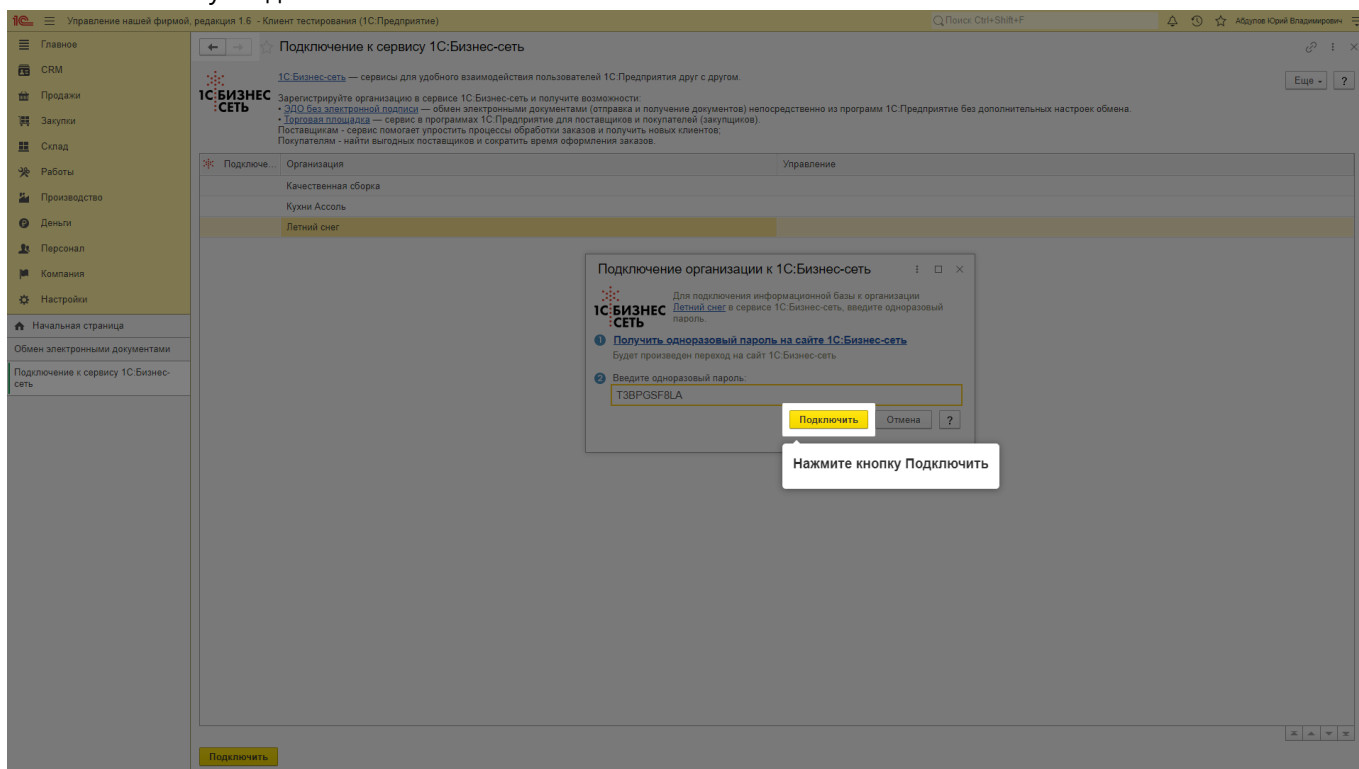 1С Управление нашей фирмой, редакция 1.6 - Клиент тестирования (1С:Предприятие)
Поиск Ctrl+Shift+F
Абдулов Юрий Владимирович
Главное
CRM
Продажи
Закупки
Склад
Работы
Производство
Деньги
Персонал
Компания
Настройки
Начальная страница
Обмен электронными документами
Подключение к сервису 1С:Бизнес-
сеть
Подключение к сервису 1С:Бизнес-сеть
1С:БИЗНЕС
СЕТЬ
1С:Бизнес-сеть — сервисы для удобного взаимодействия пользователей 1С:Предприятия друг с другом.
Еще
?
Зарегистрируйте организацию в сервисе 1С:Бизнес-сеть и получите возможности:
• ЭДО без электронной подписи — обмен электронными документами (отправка и получение документов) непосредственно из программ 1С:Предприятие без дополнительных настроек обмена.
• Торговая площадка — сервис в программах 1С:Предприятие для поставщиков и покупателей (закупщиков).
Поставщикам - сервис помогает упростить процессы обработки заказов и получить новых клиентов;
Покупателям - найти выгодных поставщиков и сократить время оформления заказов.
Подключе... Организация Управление
Качественная сборка
Кухни Ассоль
Летний снег
Подключение организации к 1С:Бизнес-сеть
1С:БИЗНЕС
СЕТЬ
Для подключения информационной базы к организации
Летний снег в сервисе 1С:Бизнес-сеть, введите одноразовый
пароль.
1 Получить одноразовый пароль на сайте 1С:Бизнес-сеть
Будет произведен переход на сайт 1С:Бизнес-сеть
2 Введите одноразовый пароль:
T3BPGSF8LA
Подключить Отмена ?
Нажмите кнопку Подключить
Подключить